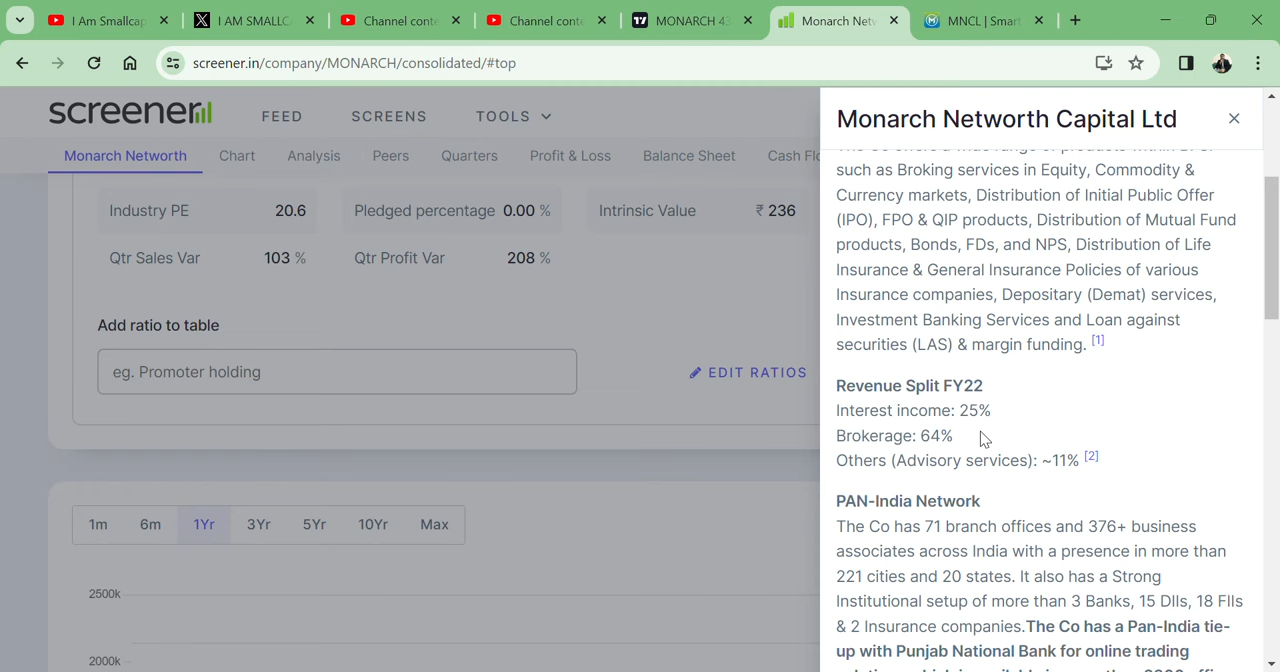 I Am Smallcap
I AM SMALLC
Channel conte
Channel conte
MONARCH 43
Monarch Netw
MNCL | Smart
screener.in/company/MONARCH/consolidated/#top
screener
FEED
SCREENS
TOOLS
Monarch Networth
Chart
Analysis
Peers
Quarters
Profit & Loss
Balance Sheet
Cash Flo
Industry PE 20.6
Pledged percentage 0.00 %
Intrinsic Value ₹ 236
Qtr Sales Var 103 %
Qtr Profit Var 208 %
Add ratio to table
eg. Promoter holding
EDIT RATIOS
1m 6m 1Yr 3Yr 5Yr 10Yr Max
2500k
2000k
Monarch Networth Capital Ltd
such as Broking services in Equity, Commodity &
Currency markets, Distribution of Initial Public Offer
(IPO), FPO & QIP products, Distribution of Mutual Fund
products, Bonds, FDs, and NPS, Distribution of Life
Insurance & General Insurance Policies of various
Insurance companies, Depositary (Demat) services,
Investment Banking Services and Loan against
securities (LAS) & margin funding. [1]
Revenue Split FY22
Interest income: 25%
Brokerage: 64%
Others (Advisory services): ~11% [2]
PAN-India Network
The Co has 71 branch offices and 376+ business
associates across India with a presence in more than
221 cities and 20 states. It also has a Strong
Institutional setup of more than 3 Banks, 15 DIIs, 18 FIIs
& 2 Insurance companies.The Co has a Pan-India tie-
up with Punjab National Bank for online trading